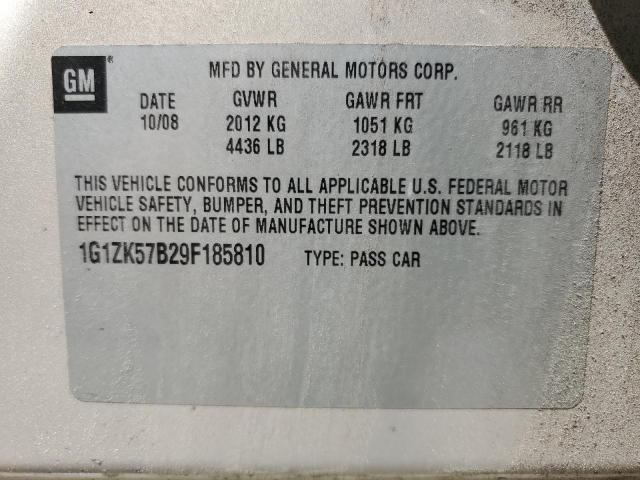 GM®
MFD BY GENERAL MOTORS CORP.
DATE GVWR GAWR FRT GAWR RR
10/08 2012 KG 1051 KG 961 KG
4436 LB 2318 LB 2118 LB
THIS VEHICLE CONFORMS TO ALL APPLICABLE U.S. FEDERAL MOTOR
VEHICLE SAFETY, BUMPER, AND THEFT PREVENTION STANDARDS IN
EFFECT ON THE DATE OF MANUFACTURE SHOWN ABOVE.
1G1ZK57B29F185810 TYPE: PASS CAR